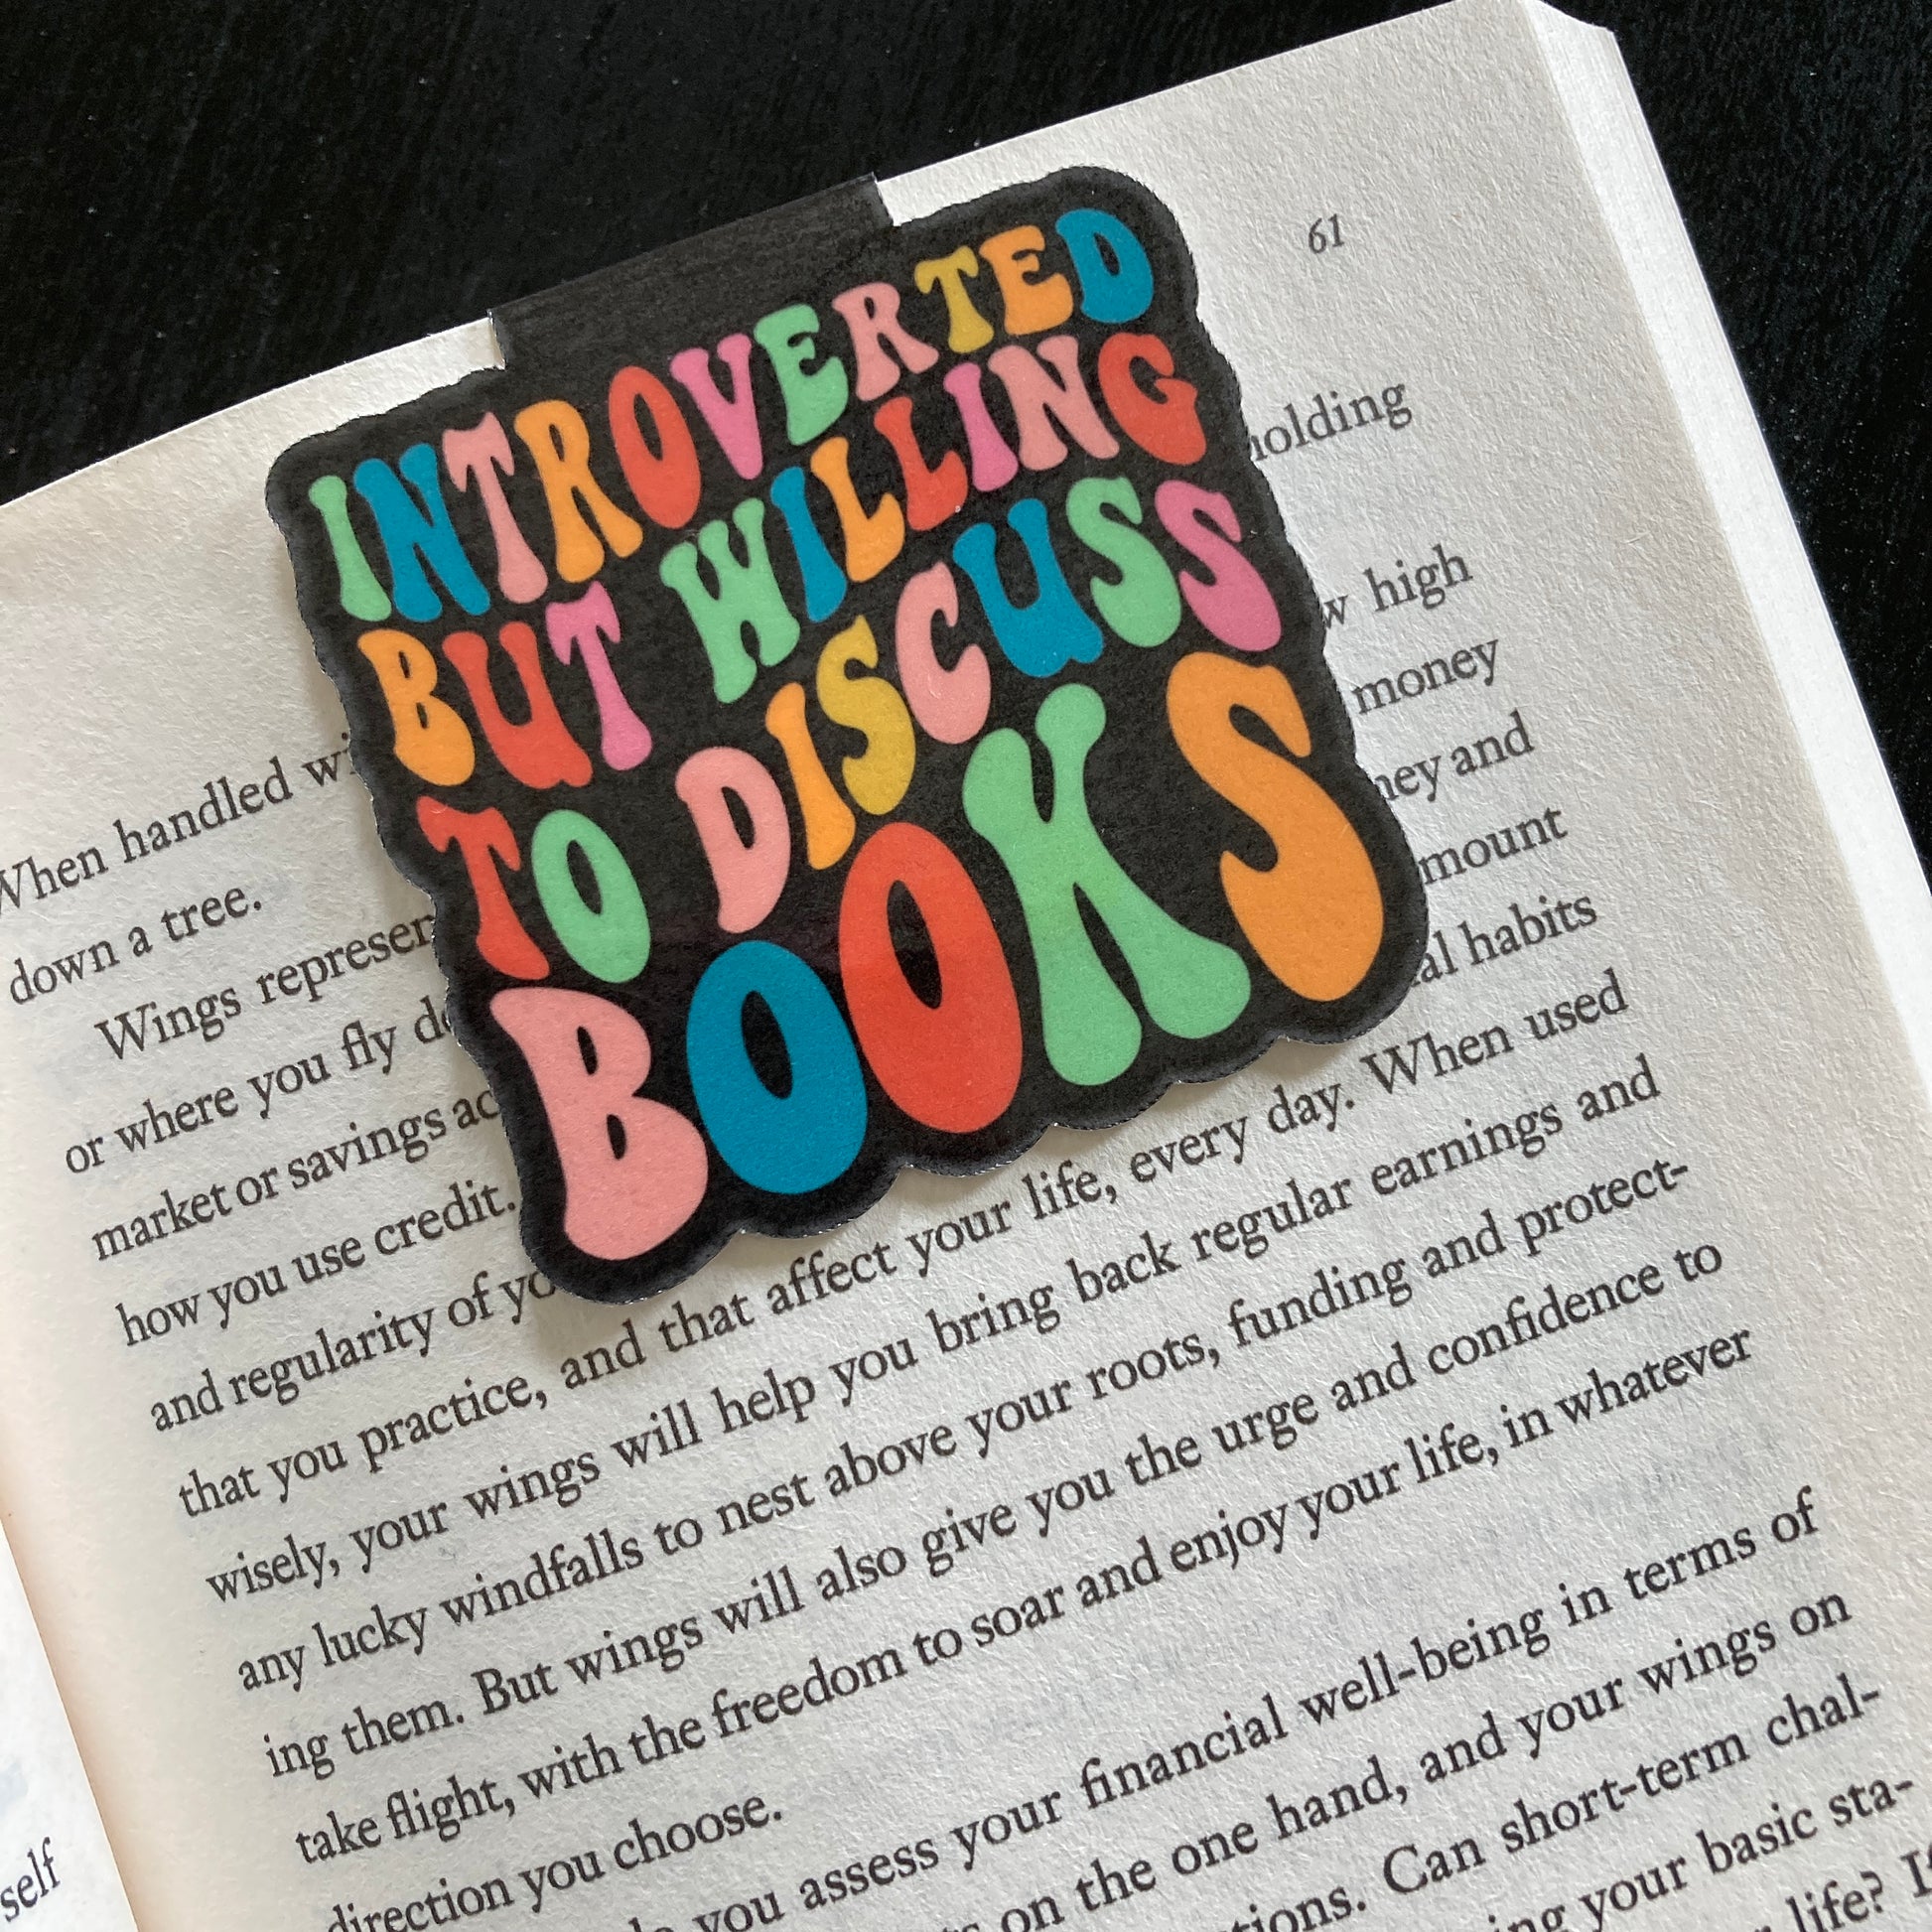 61
INTROVERTED
BUT WILLING
TO DISCUSS
BOOKS
When handled
down a tree.
Wings
high
or where you fly
money
market or savings
and
how you use credit.
and regularity of
habits
that you practice, and that affect your life, every day. When used
wisely, your wings will help you bring back regular earnings and
any lucky windfalls to nest above your roots, funding and protect-
ing them. But wings will also give you the urge and confidence to
take flight, with the freedom to soar and enjoy your life, in whatever
direction you choose.
you assess your financial well-being in terms of
on the one hand, and your wings on
Can short-term chal-
your basic sta-
life?
self